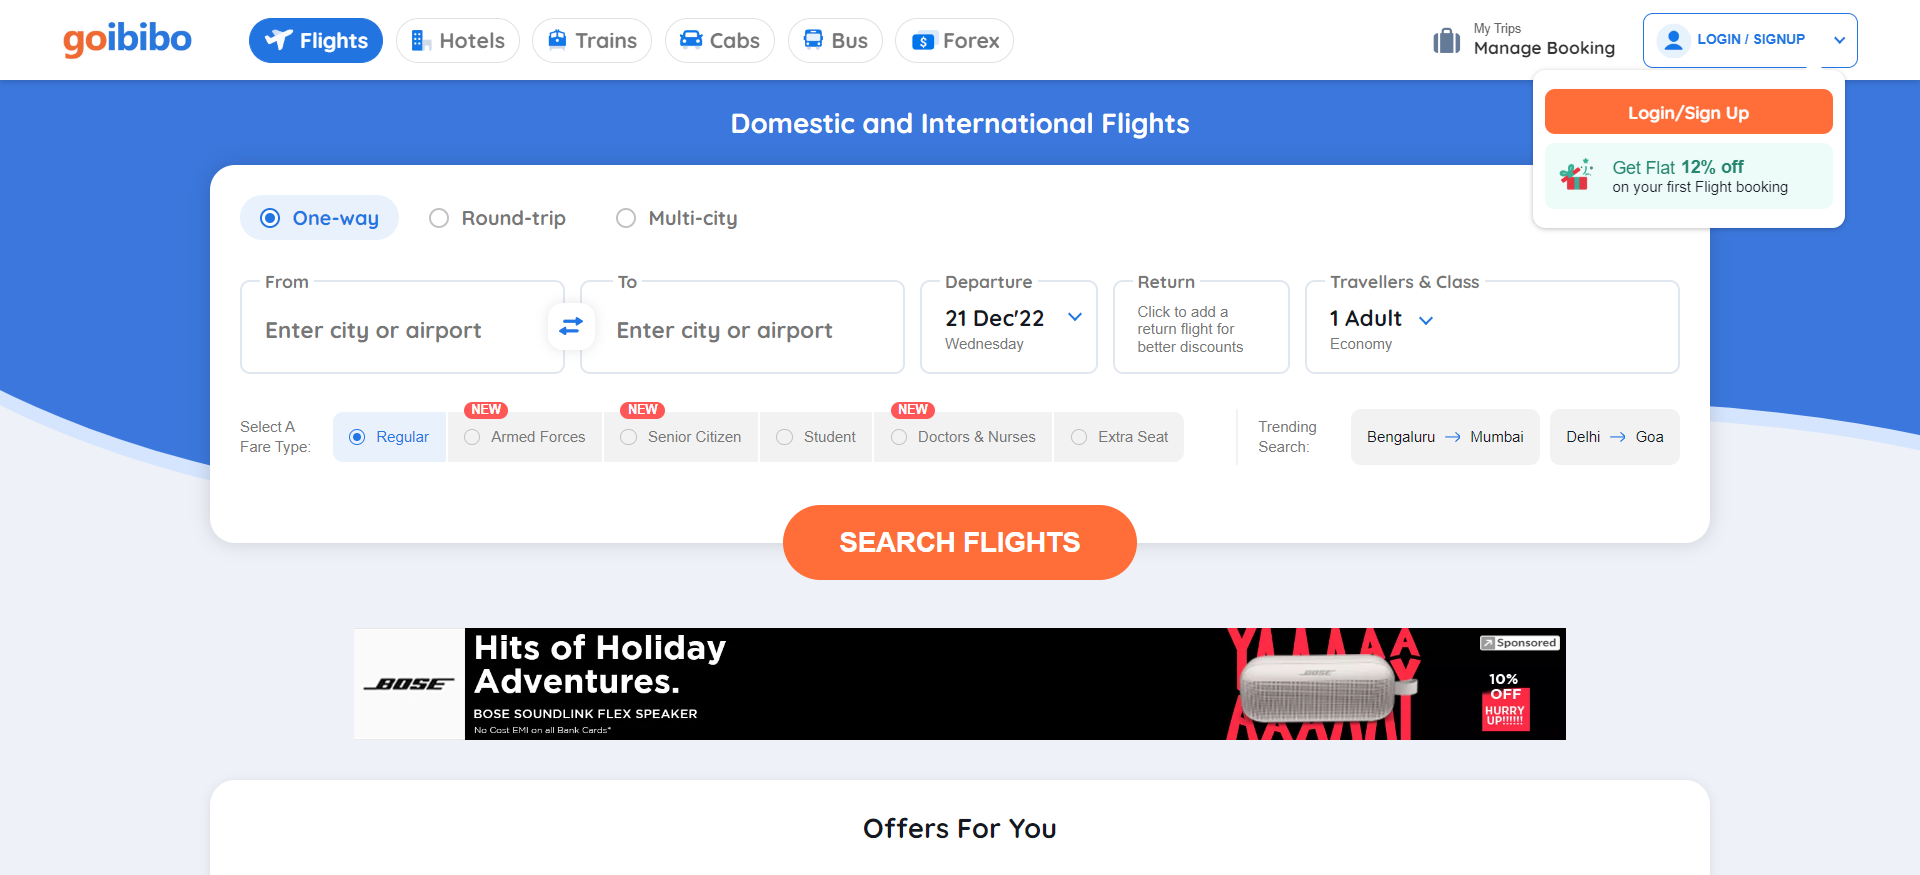 goibibo
Flights
Hotels
Trains
Cabs
Bus
Forex
My Trips
Manage Booking
LOGIN / SIGNUP
Login/Sign Up
Get Flat 12% off
on your first Flight booking
Domestic and International Flights
One-way
Round-trip
Multi-city
From
Enter city or airport
To
Enter city or airport
Departure
21 Dec'22
Wednesday
Return
Click to add a
return flight for
better discounts
Travellers & Class
1 Adult
Economy
Select A
Fare Type:
Regular
NEW
Armed Forces
NEW
Senior Citizen
Student
NEW
Doctors & Nurses
Extra Seat
Trending
Search:
Bengaluru → Mumbai
Delhi → Goa
SEARCH FLIGHTS
BOSE
Hits of Holiday
Adventures.
BOSE SOUNDLINK FLEX SPEAKER
No Cost EMI on all Bank Cards*
BOSE
Sponsored
10%
OFF
HURRY
UP!!!!!!
Offers For You